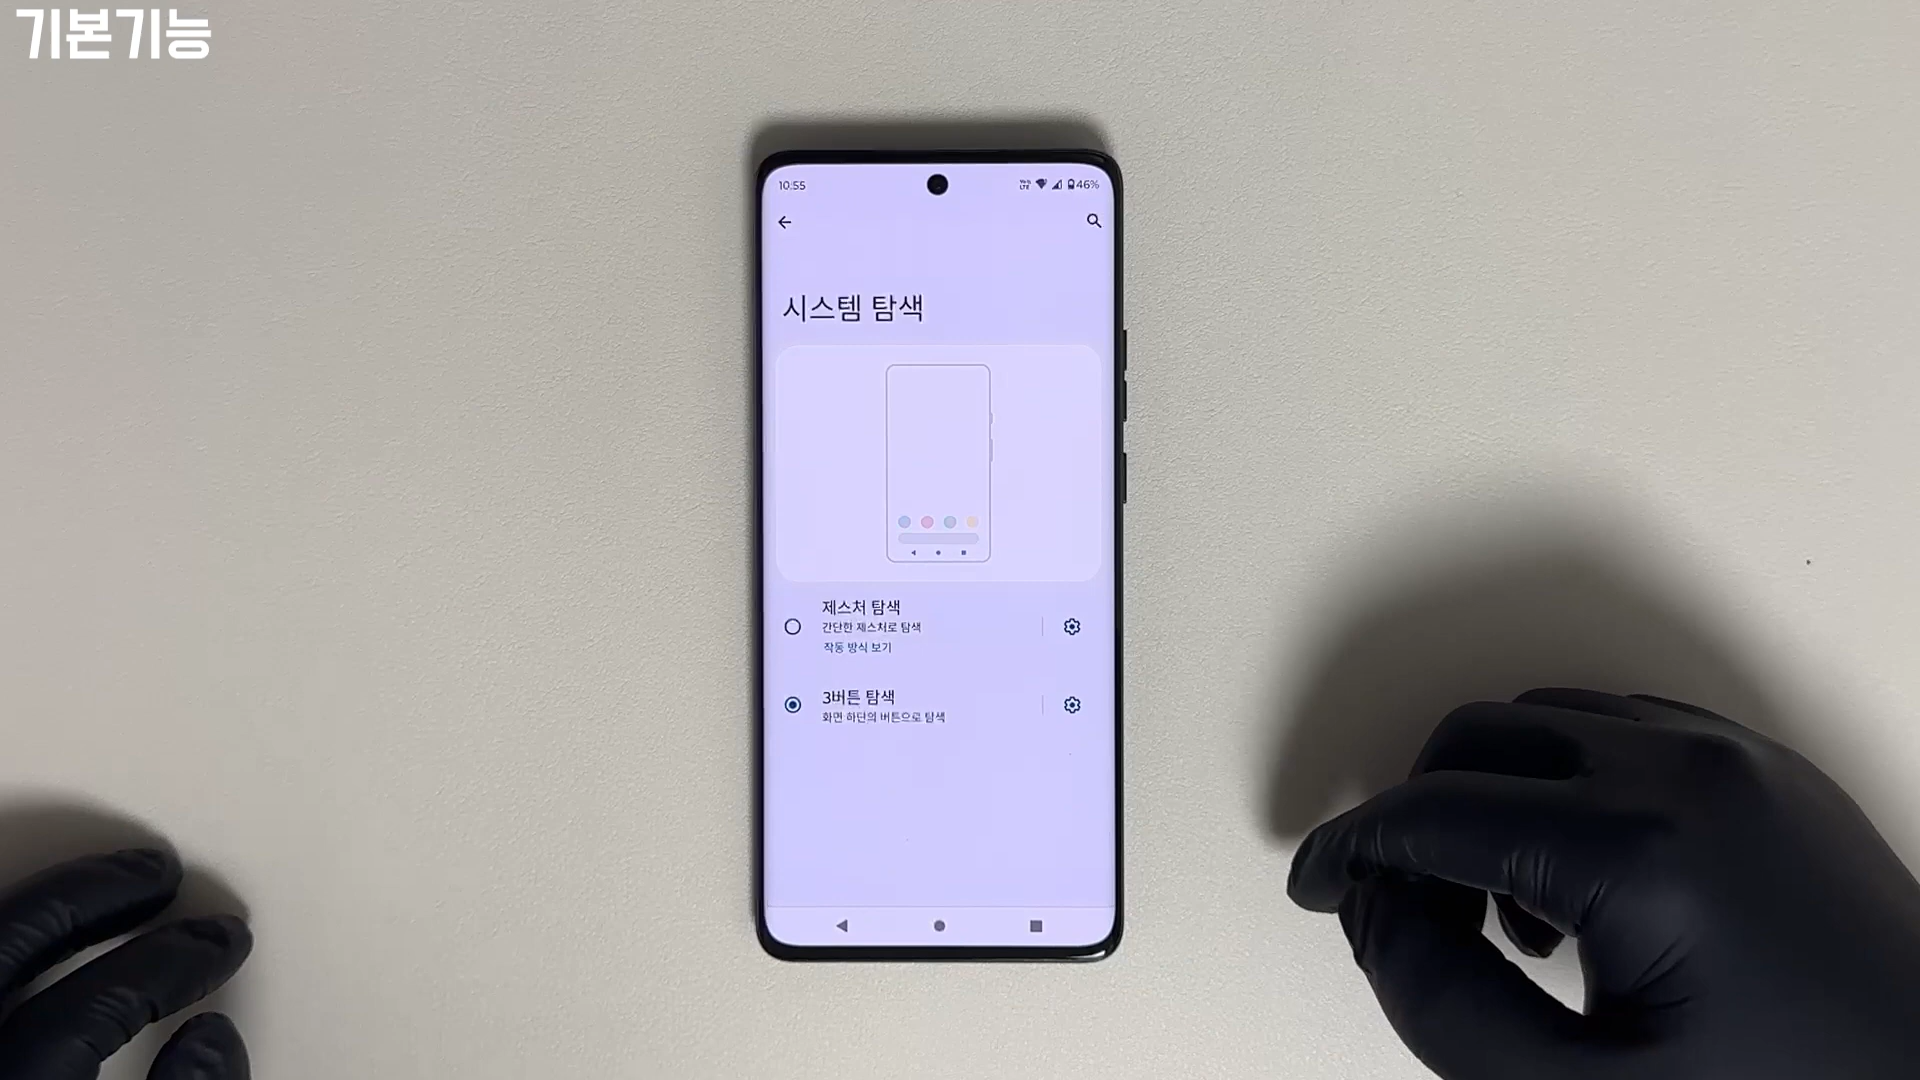 기본기능
10:55
46%
시스템 탐색
제스처 탐색
간단한 제스처로 탐색
작동 방식 보기
3버튼 탐색
화면 하단의 버튼으로 탐색